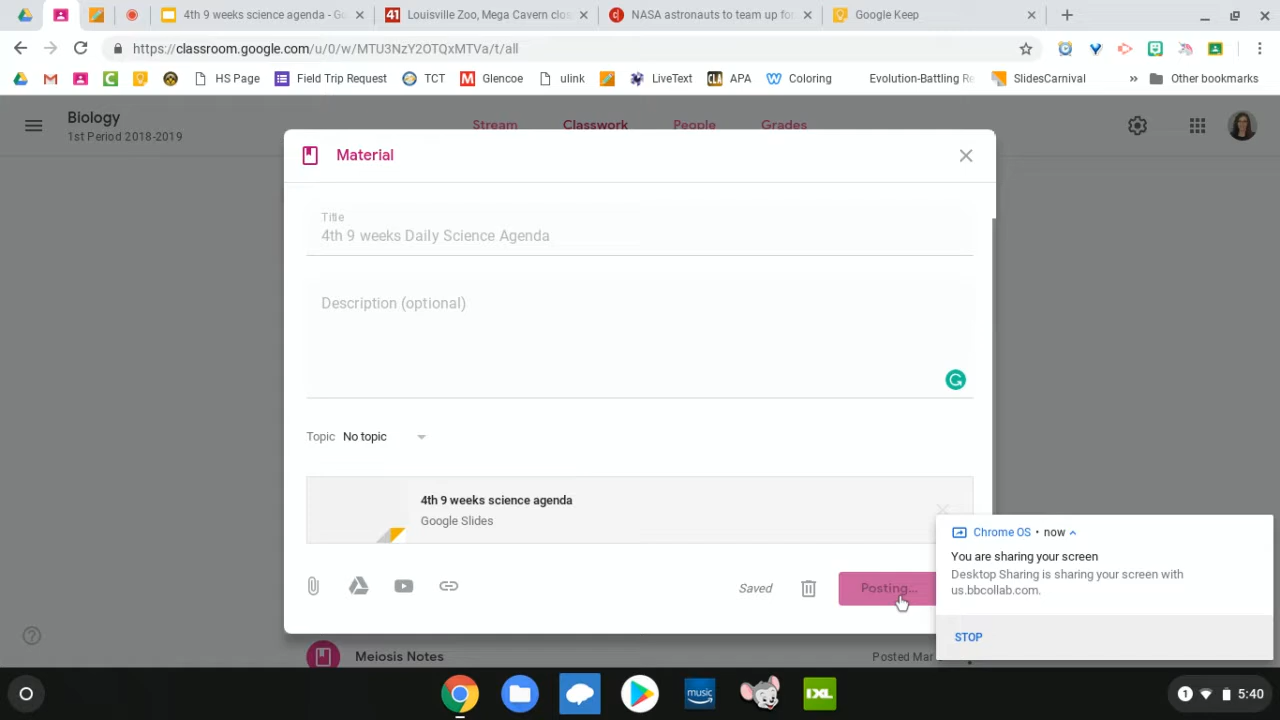 4th 9 weeks science agenda - Go
Louisville Zoo, Mega Cavern clos
NASA astronauts to team up for
Google Keep
https://classroom.google.com/u/0/w/MTU3NzY2OTQxMTVa/t/all
HS Page
Field Trip Request
TCT
Glencoe
ulink
LiveText
APA
Coloring
Evolution-Battling Re
SlidesCarnival
»
Other bookmarks
Biology
1st Period 2018-2019
Stream
Classwork
People
Grades
Material
Title
4th 9 weeks Daily Science Agenda
Description (optional)
Topic No topic
4th 9 weeks science agenda
Google Slides
Saved
Posting...
Chrome OS • now
You are sharing your screen
Desktop Sharing is sharing your screen with
us.bbcollab.com.
STOP
Meiosis Notes
Posted Mar
music
IXL
1
5:40